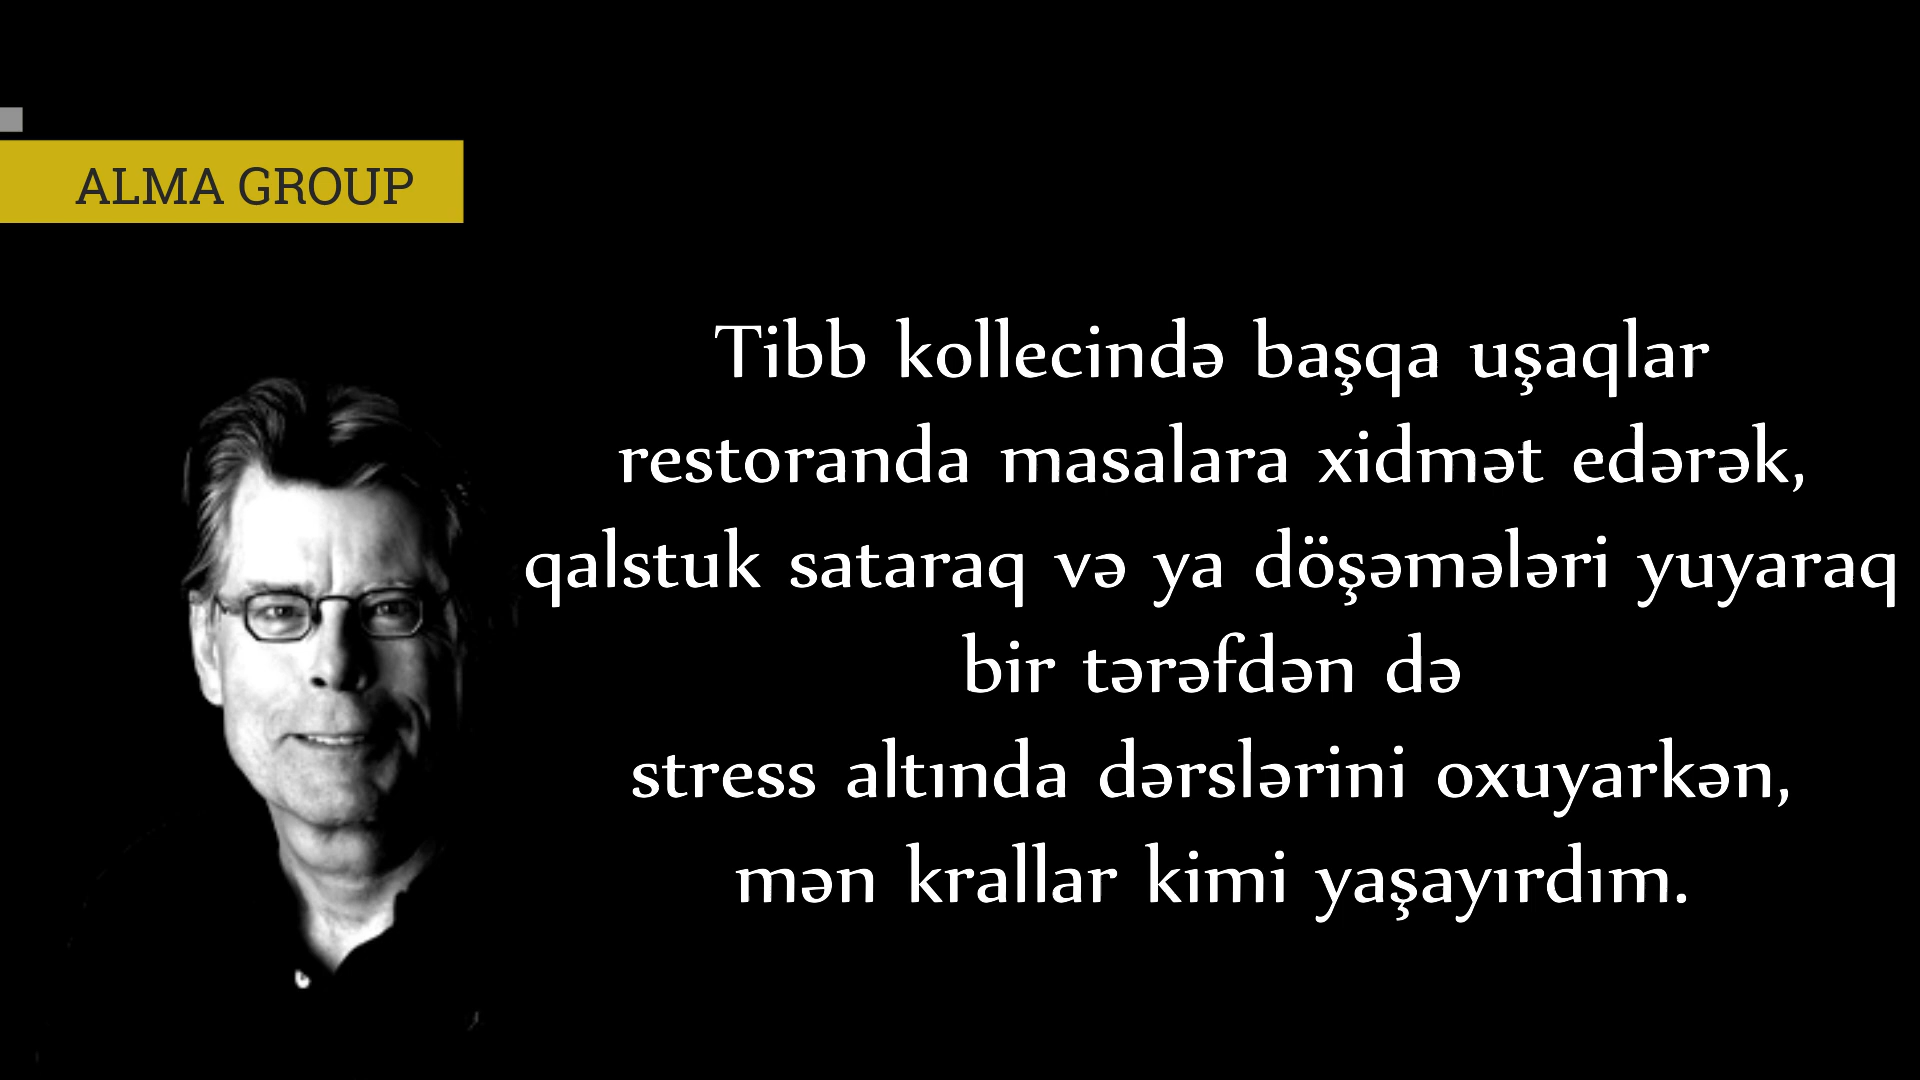 ALMA GROUP
Tibb kollecində başqa uşaqlar
restoranda masalara xidmət edərək,
qalstuk sataraq və ya döşəmələri yuyaraq
bir tərəfdən də
stress altında dərslərini oxuyarkən,
mən krallar kimi yaşayırdım.